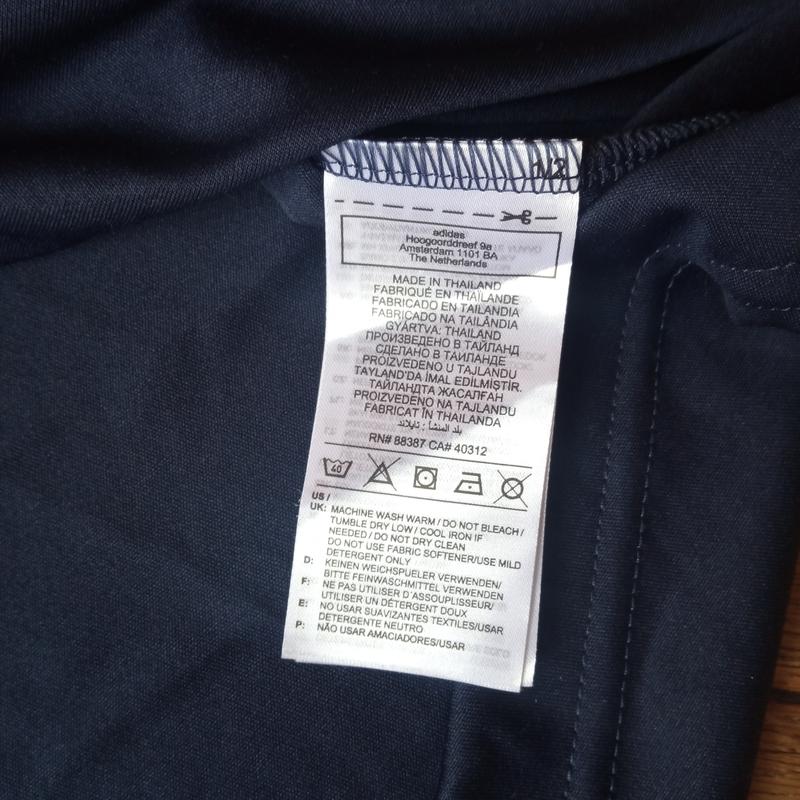 1/2
adidas
Hoogoorddreef 9a
Amsterdam 1101 BA
The Netherlands
MADE IN THAILAND
FABRIQUÉ EN THAÏLANDE
FABRICADO EN TAILANDIA
FABRICADO NA TAILÂNDIA
GYÁRTVA: THAILAND
ПРОИЗВЕДЕНО В ТАЙЛАНД
СДЕЛАНО В ТАИЛАНДЕ
PROIZVEDENO U TAJLANDU
TAYLAND'DA İMAL EDİLMİŞTİR.
ТАЙЛАНДТА ЖАСАЛҒАН
PROIZVEDENO NA TAJLANDU
FABRICAT ÎN THAILANDA
بلد المنشأ : تايلاند
RN# 88387 CA# 40312
40
US /
UK: MACHINE WASH WARM / DO NOT BLEACH /
TUMBLE DRY LOW / COOL IRON IF
NEEDED / DO NOT DRY CLEAN
DO NOT USE FABRIC SOFTENER/USE MILD
DETERGENT ONLY
D: KEINEN WEICHSPUELER VERWENDEN/
BITTE FEINWASCHMITTEL VERWENDEN
F: NE PAS UTILISER D'ASSOUPLISSEUR/
UTILISER UN DÉTERGENT DOUX
E: NO USAR SUAVIZANTES TEXTILES/USAR
DETERGENTE NEUTRO
P: NÃO USAR AMACIADORES/USAR